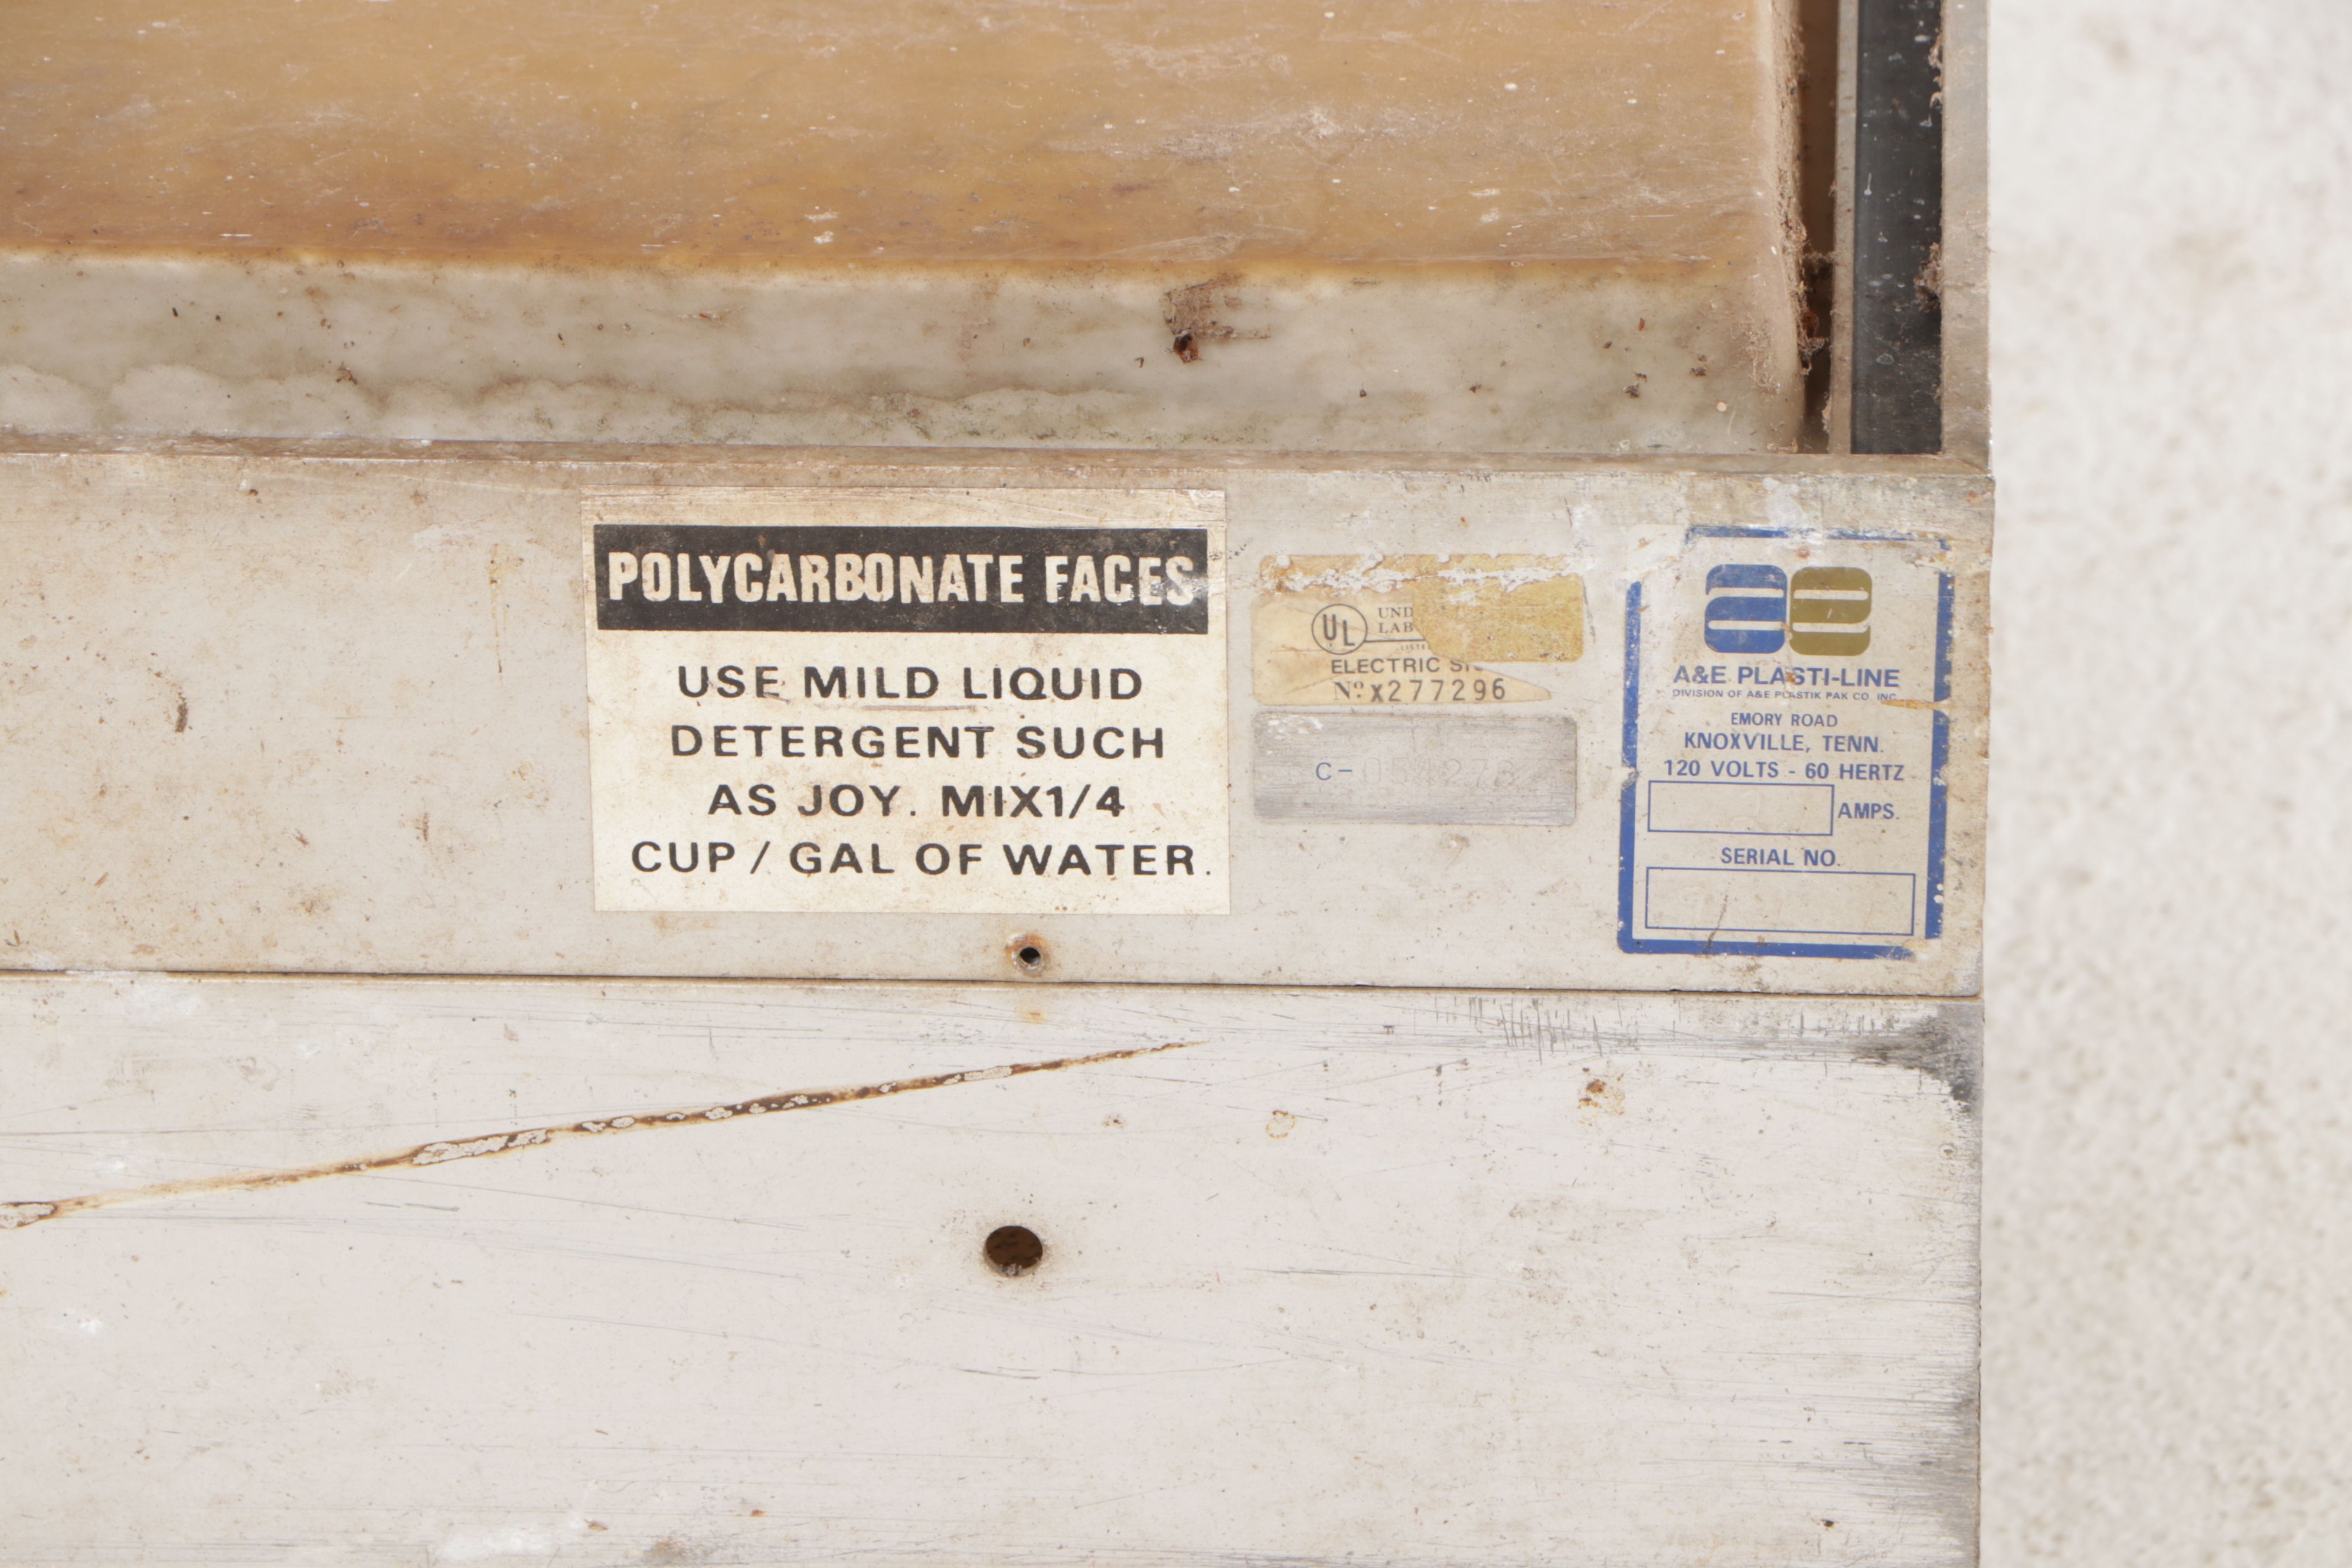 POLYCARBONATE FACES
USE MILD LIQUID
DETERGENT SUCH
AS JOY. MIX1/4
CUP / GAL OF WATER.
UL
ELECTRIC
Nº X277296
C-
ae
A&E PLASTI-LINE
DIVISION OF A&E PLASTIK PAK CO. INC.
EMORY ROAD
KNOXVILLE, TENN.
120 VOLTS - 60 HERTZ
AMPS.
SERIAL NO.